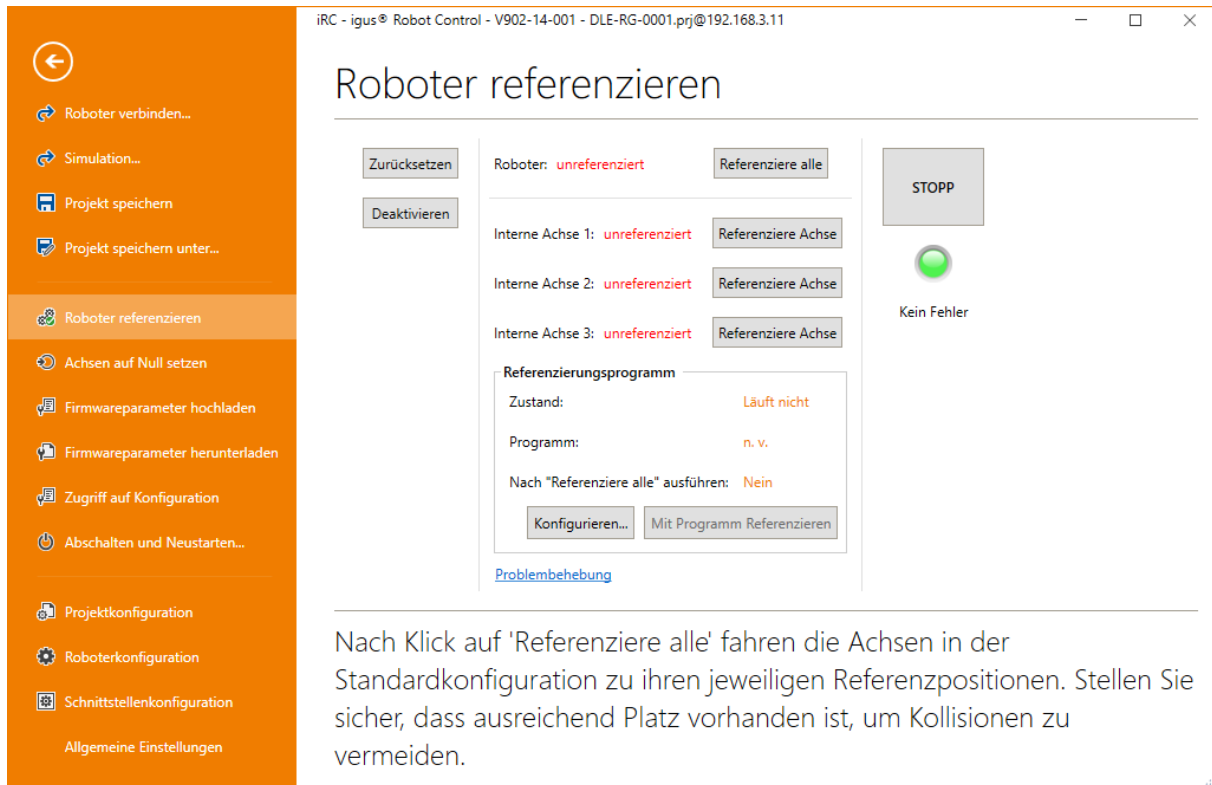 iRC - igus® Robot Control - V902-14-001 - DLE-RG-0001.prj@192.168.3.11
Roboter verbinden...
Simulation...
Projekt speichern
Projekt speichern unter...
Roboter referenzieren
Achsen auf Null setzen
Firmwareparameter hochladen
Firmwareparameter herunterladen
Zugriff auf Konfiguration
Abschalten und Neustarten...
Projektkonfiguration
Roboterkonfiguration
Schnittstellenkonfiguration
Allgemeine Einstellungen
Roboter referenzieren
Zurücksetzen
Deaktivieren
Roboter: unreferenziert Referenziere alle
Interne Achse 1: unreferenziert Referenziere Achse
Interne Achse 2: unreferenziert Referenziere Achse
Interne Achse 3: unreferenziert Referenziere Achse
Referenzierungsprogramm
Zustand: Läuft nicht
Programm: n. v.
Nach "Referenziere alle" ausführen: Nein
Konfigurieren... Mit Programm Referenzieren
Problembehebung
STOPP
Kein Fehler
Nach Klick auf 'Referenziere alle' fahren die Achsen in der
Standardkonfiguration zu ihren jeweiligen Referenzpositionen. Stellen Sie
sicher, dass ausreichend Platz vorhanden ist, um Kollisionen zu
vermeiden.